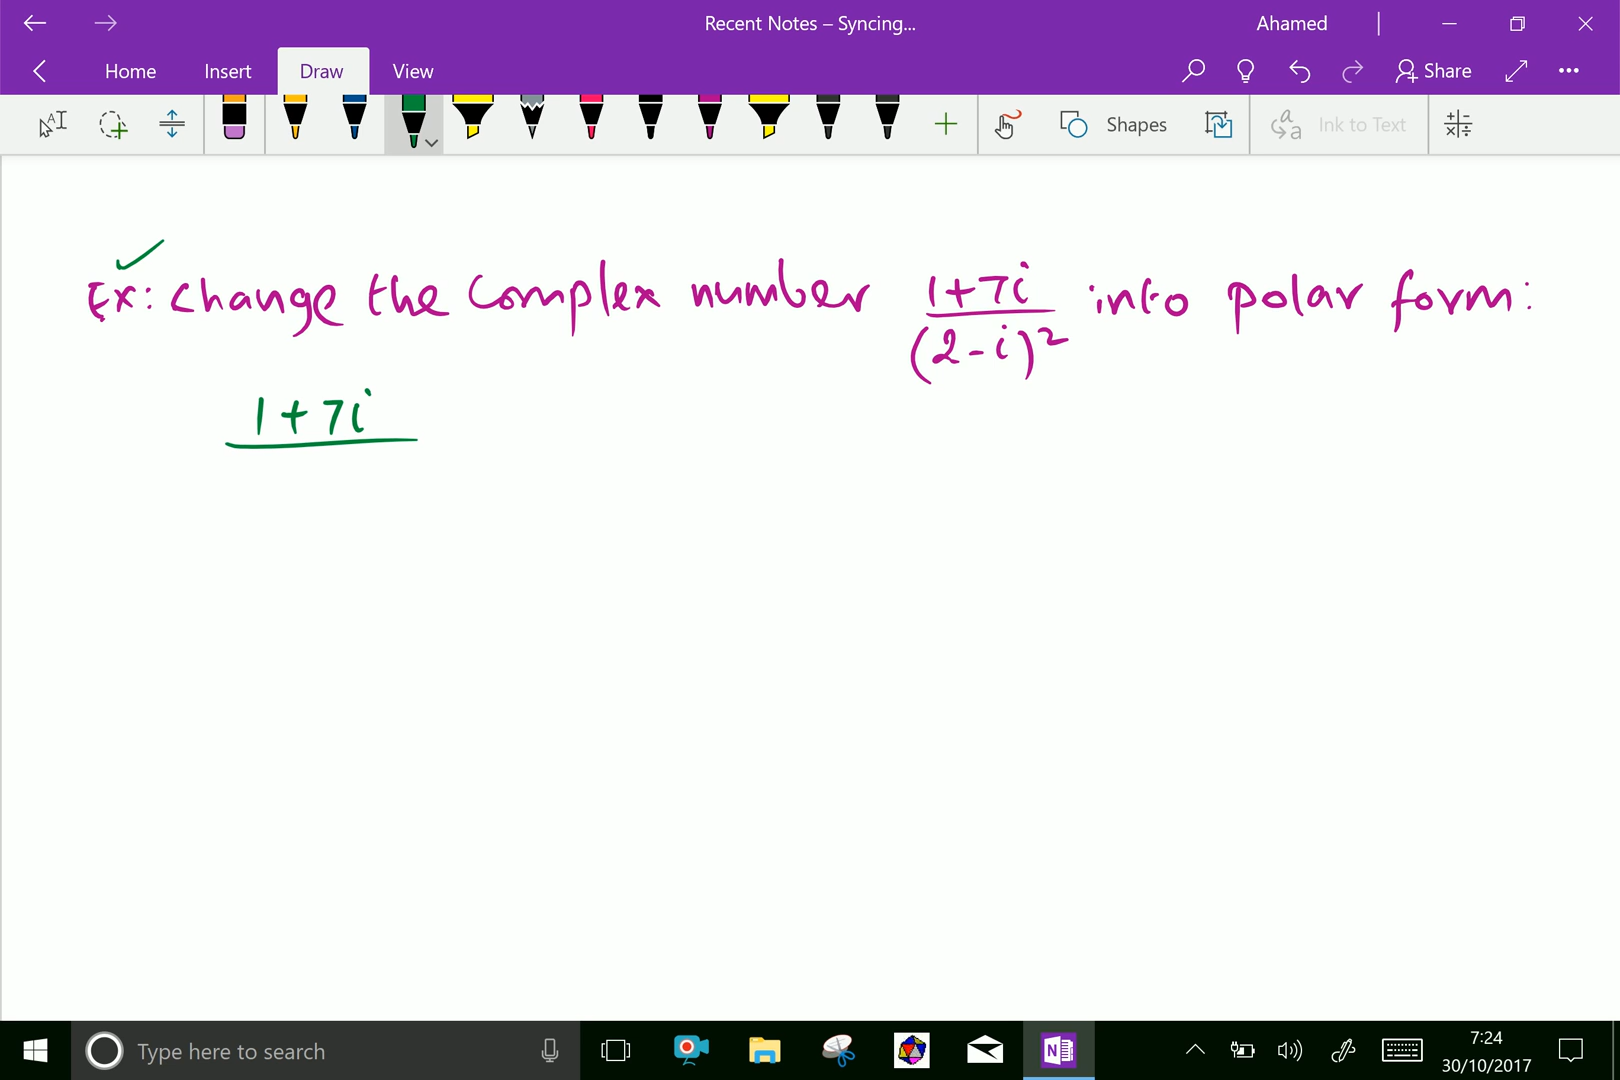 Recent Notes – Syncing...
Ahamed
Home Insert Draw View Share
Shapes Ink to Text
Ex: change the complex number 1+7i/(2-i)² into polar form:
1+7i
Type here to search
7:24
30/10/2017